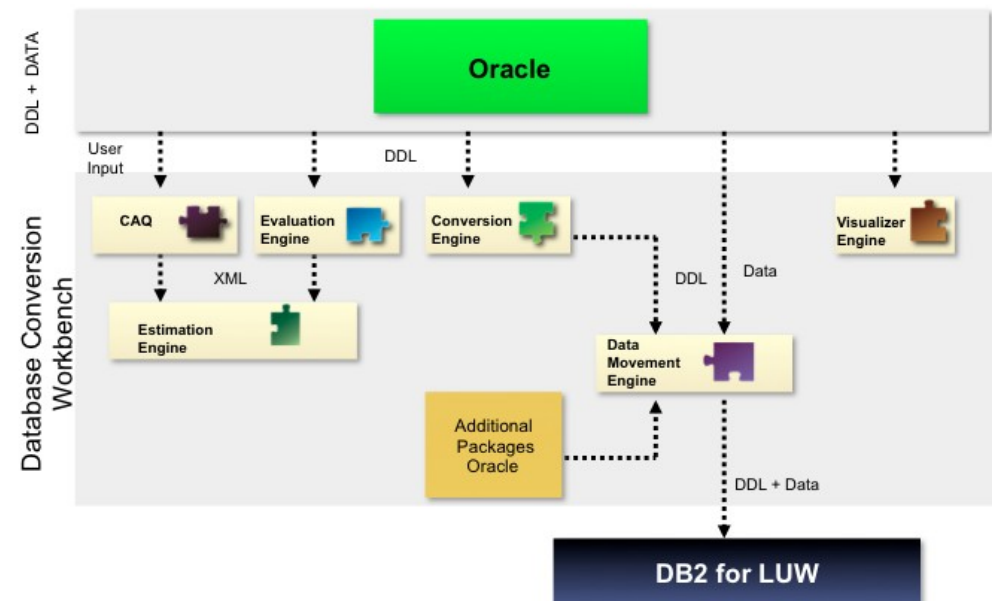 DDL + DATA
Oracle
User
Input
DDL
Database Conversion
Workbench
CAQ
Evaluation
Engine
Conversion
Engine
Visualizer
Engine
XML
DDL
Data
Estimation
Engine
Data
Movement
Engine
Additional
Packages
Oracle
DDL + Data
DB2 for LUW